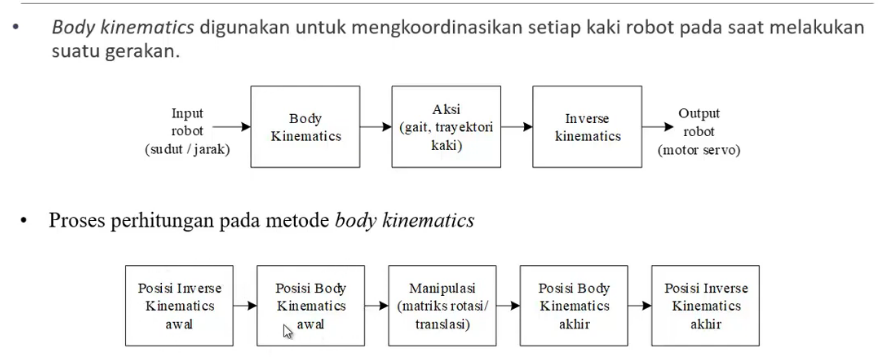 • Body kinematics digunakan untuk mengkoordinasikan setiap kaki robot pada saat melakukan
suatu gerakan.
Input
robot
(sudut / jarak)
Body
Kinematics
Aksi
(gait, trayektori
kaki)
Inverse
kinematics
Output
robot
(motor servo)
• Proses perhitungan pada metode body kinematics
Posisi Inverse
Kinematics
awal
Posisi Body
Kinematics
awal
Manipulasi
(matriks rotasi/
translasi)
Posisi Body
Kinematics
akhir
Posisi Inverse
Kinematics
akhir